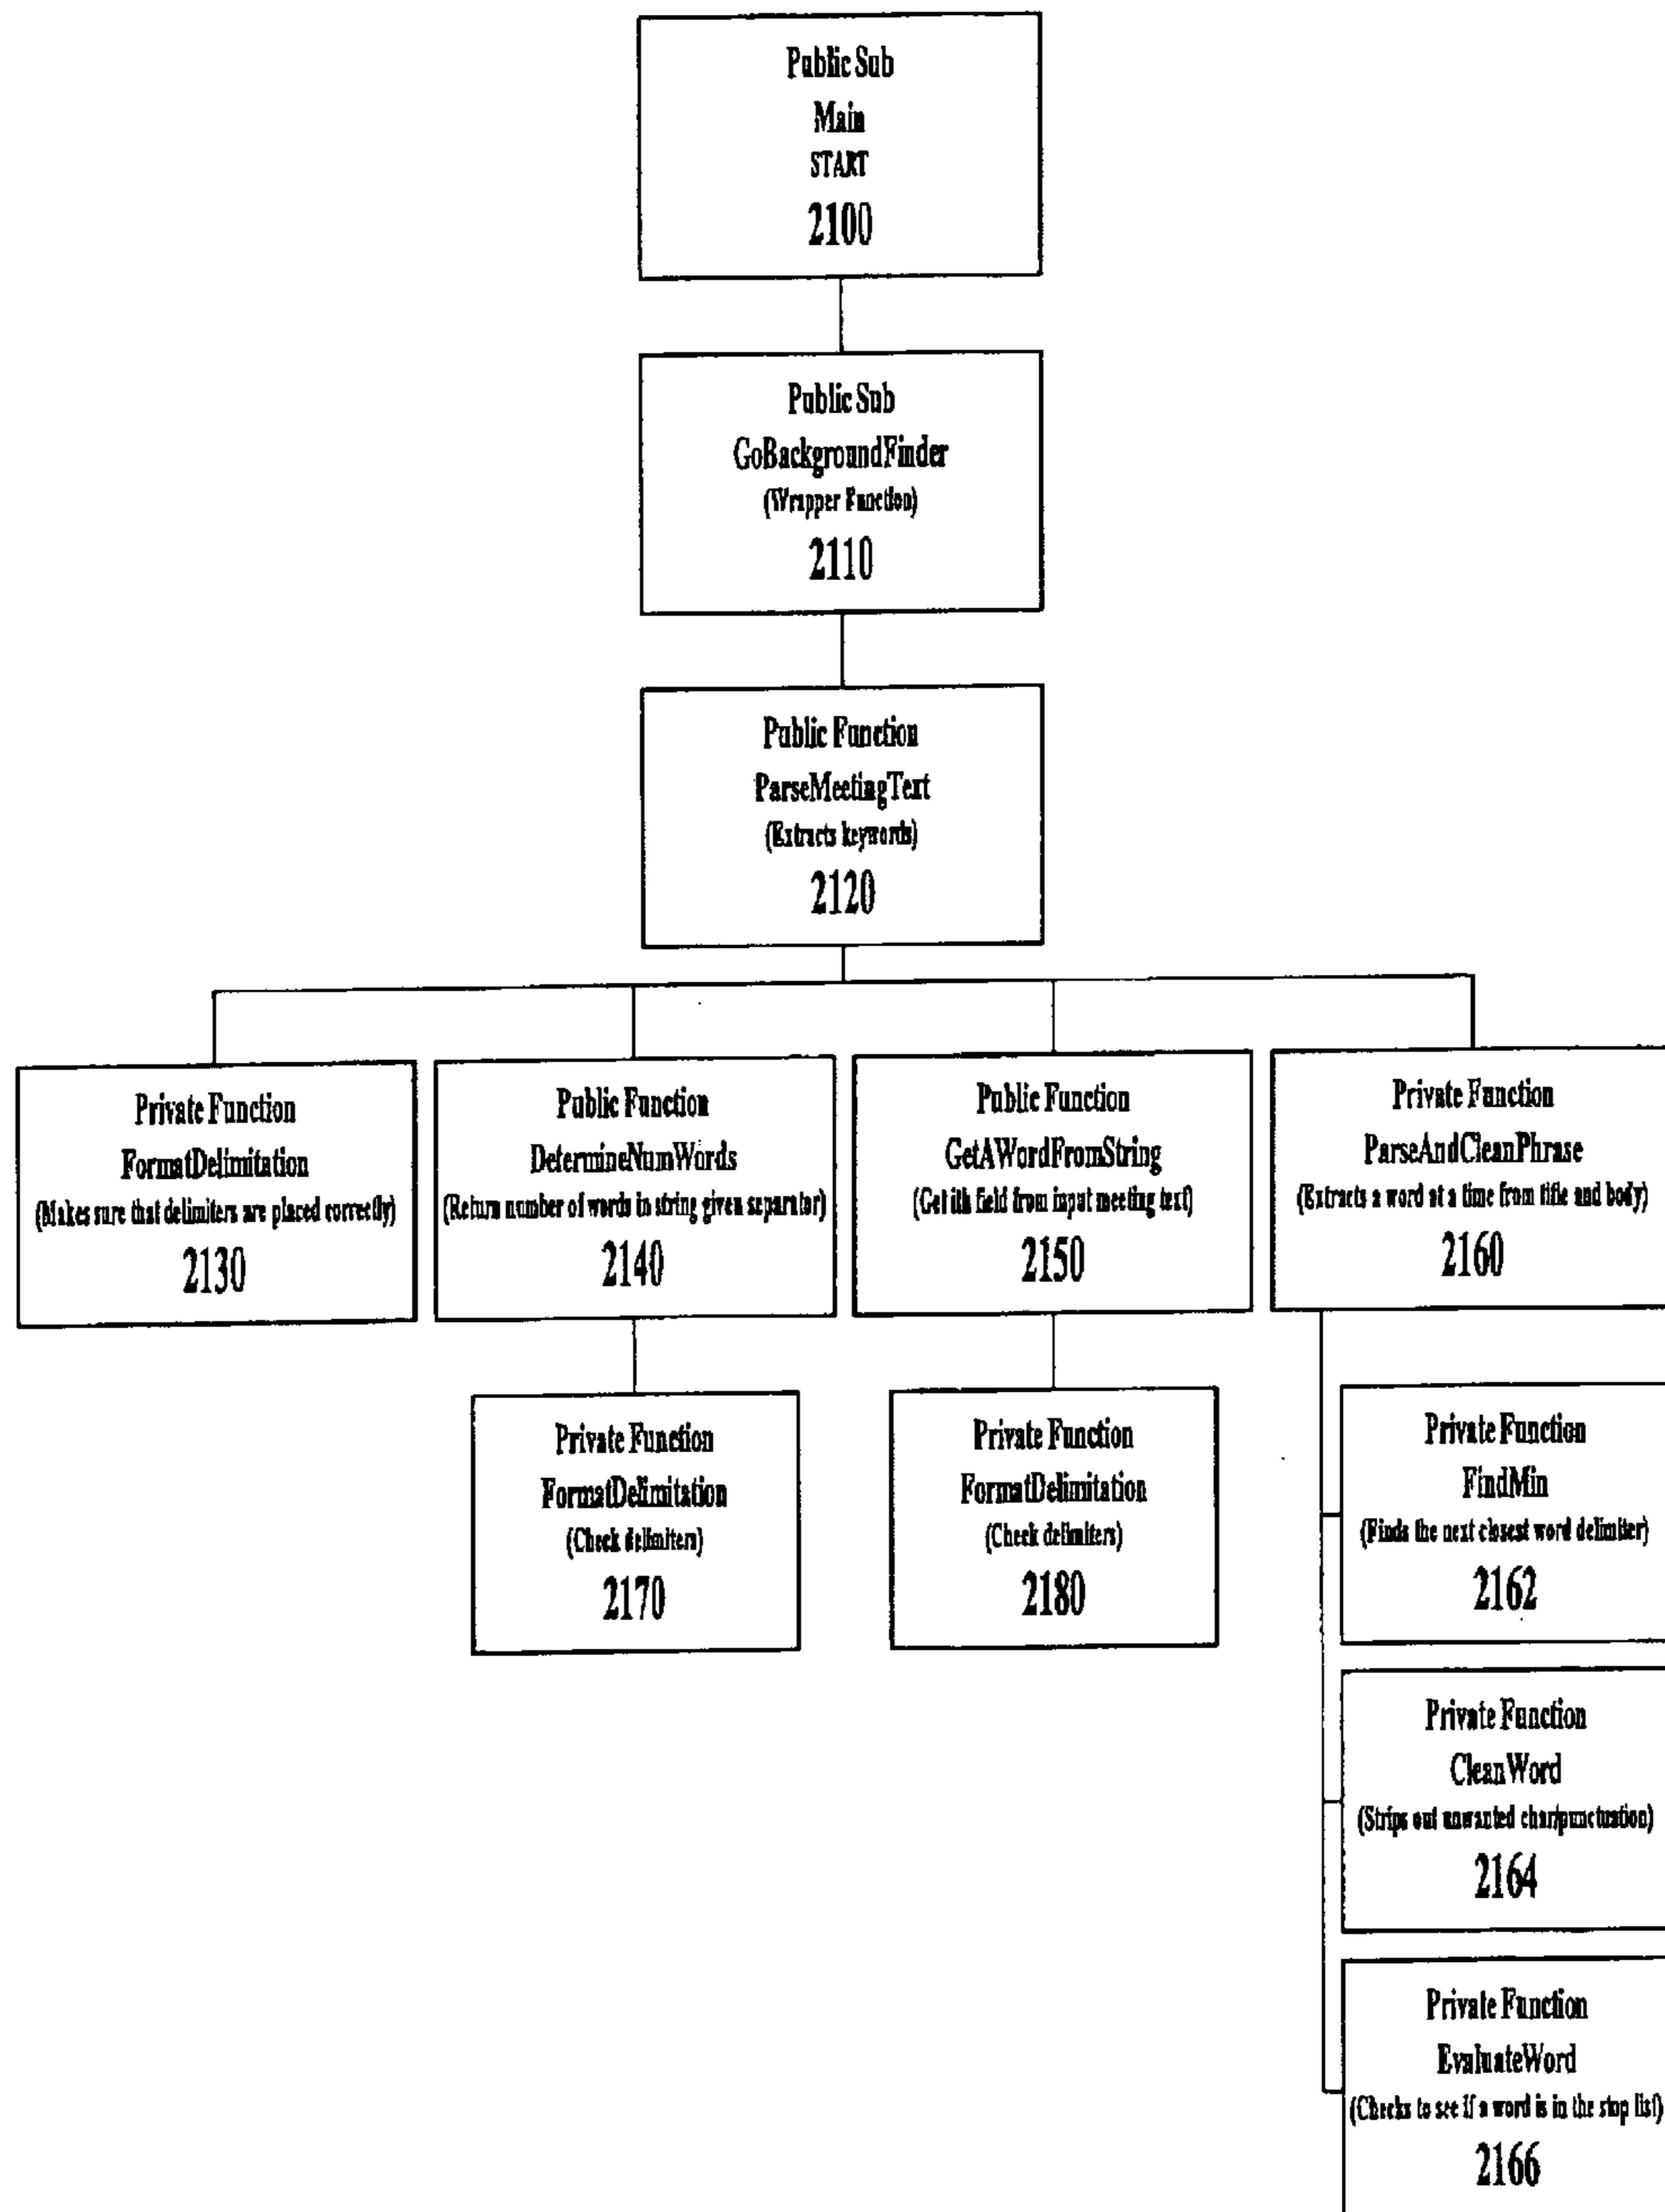 Public Sub
Main
START
2100
Public Sub
GoBackgroundFinder
(Wrapper Function)
2110
Public Function
ParseMeetingText
(Extracts keywords)
2120
Private Function
FormatDelimitation
(Makes sure that delimiters are placed correctly)
2130
Public Function
DetermineNumWords
(Return number of words in string given separator)
2140
Public Function
GetAWordFromString
(Get ith field from input meeting text)
2150
Private Function
ParseAndCleanPhrase
(Extracts a word at a time from title and body)
2160
Private Function
FormatDelimitation
(Check delimiters)
2170
Private Function
FormatDelimitation
(Check delimiters)
2180
Private Function
FindMin
(Finds the next closest word delimiter)
2162
Private Function
CleanWord
(Strips out unwanted char/punctuation)
2164
Private Function
EvaluateWord
(Checks to see if a word is in the stop list)
2166